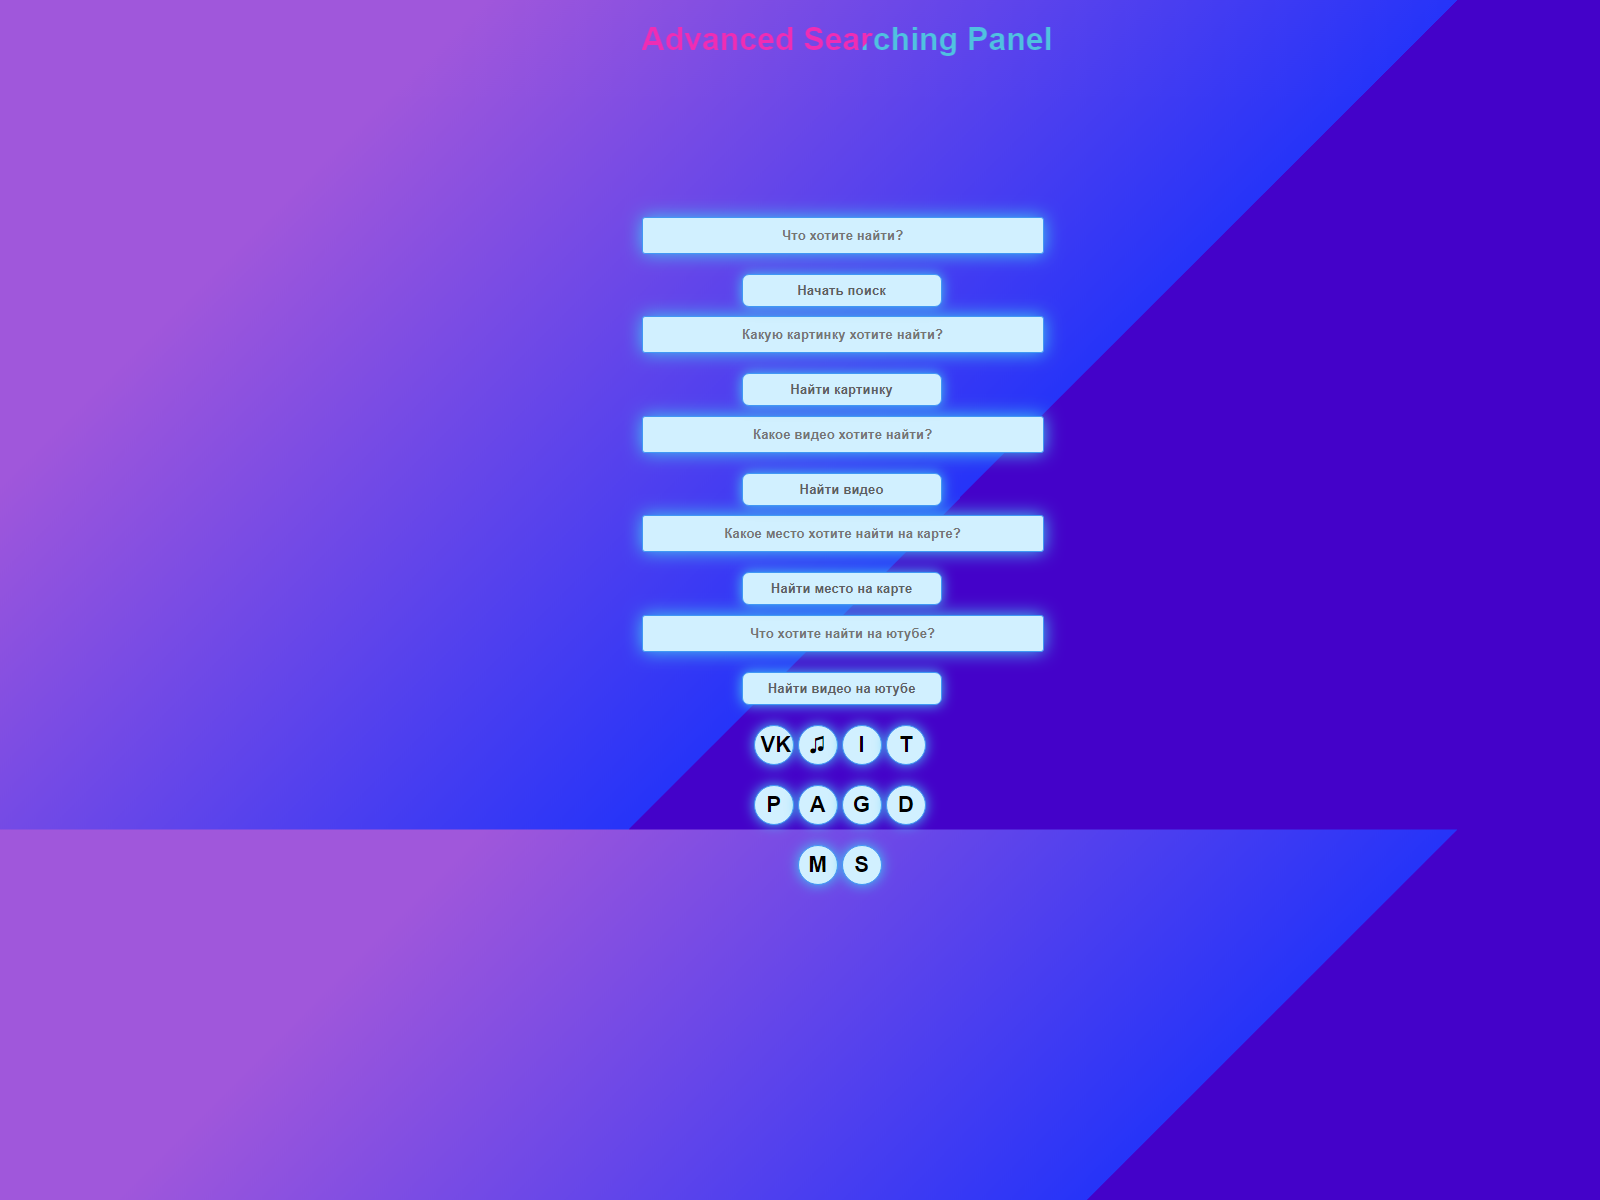 Advanced Searching Panel
Что хотите найти?
Начать поиск
Какую картинку хотите найти?
Найти картинку
Какое видео хотите найти?
Найти видео
Какое место хотите найти на карте?
Найти место на карте
Что хотите найти на ютубе?
Найти видео на ютубе
VK ♫ I T
P A G D
M S